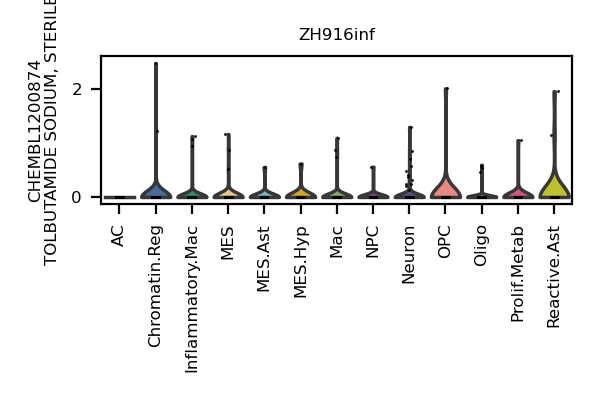 ZH916inf
CHEMBL1200874
TOLBUTAMIDE SODIUM, STERILE
2
0
AC
Chromatin.Reg
Inflammatory.Mac
MES
MES.Ast
MES.Hyp
Mac
NPC
Neuron
OPC
Oligo
Prolif.Metab
Reactive.Ast